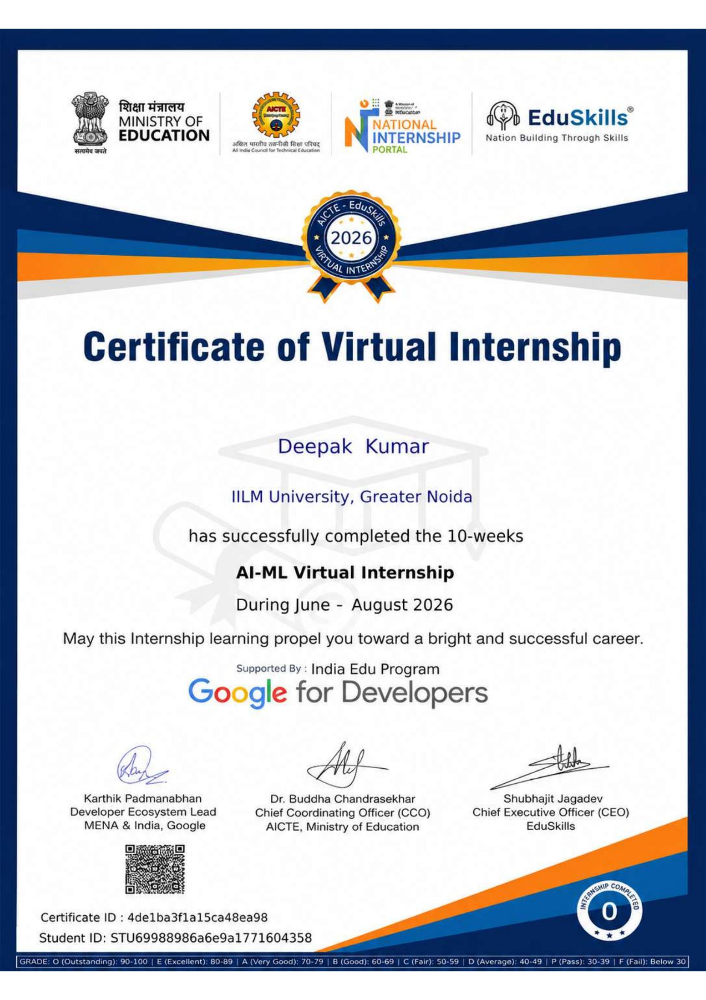 शिक्षा मंत्रालय
MINISTRY OF
EDUCATION
सत्यमेव जयते
AICTE
अखिल भारतीय तकनीकी शिक्षा परिषद्
All India Council for Technical Education
A Mission of
NATIONAL
INTERNSHIP
PORTAL
EduSkills®
Nation Building Through Skills
AICTE - EduSkills
2026
VIRTUAL INTERNSHIP
Certificate of Virtual Internship
Deepak Kumar
IILM University, Greater Noida
has successfully completed the 10-weeks
AI-ML Virtual Internship
During June - August 2026
May this Internship learning propel you toward a bright and successful career.
Supported By : India Edu Program
Google for Developers
Karthik Padmanabhan
Developer Ecosystem Lead
MENA & India, Google
Dr. Buddha Chandrasekhar
Chief Coordinating Officer (CCO)
AICTE, Ministry of Education
Shubhajit Jagadev
Chief Executive Officer (CEO)
EduSkills
INTERNSHIP COMPLETED
O
Certificate ID : 4de1ba3f1a15ca48ea98
Student ID: STU69988986a6e9a1771604358
GRADE: O (Outstanding): 90-100 | E (Excellent): 80-89 | A (Very Good): 70-79 | B (Good): 60-69 | C (Fair): 50-59 | D (Average): 40-49 | P (Pass): 30-39 | F (Fail): Below 30